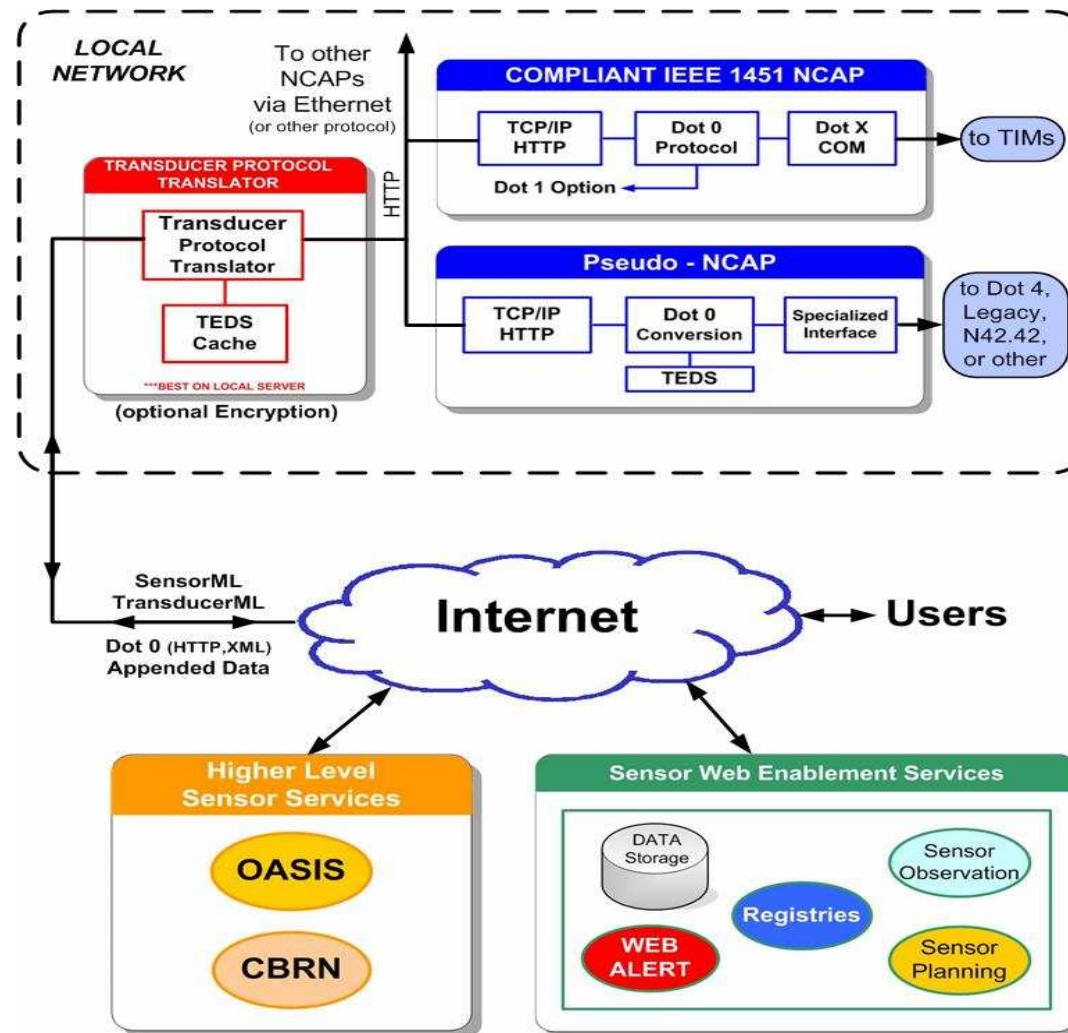 LOCAL
NETWORK
To other
NCAPs
via Ethernet
(or other protocol)
HTTP
COMPLIANT IEEE 1451 NCAP
TCP/IP
HTTP
Dot 0
Protocol
Dot X
COM
Dot 1 Option
to TIMs
TRANSDUCER PROTOCOL
TRANSLATOR
Transducer
Protocol
Translator
TEDS
Cache
***BEST ON LOCAL SERVER
(optional Encryption)
Pseudo - NCAP
TCP/IP
HTTP
Dot 0
Conversion
Specialized
Interface
TEDS
to Dot 4,
Legacy,
N42.42,
or other
SensorML
TransducerML
Dot 0 (HTTP,XML)
Appended Data
Internet
Users
Higher Level
Sensor Services
OASIS
CBRN
Sensor Web Enablement Services
DATA
Storage
Sensor
Observation
Registries
WEB
ALERT
Sensor
Planning